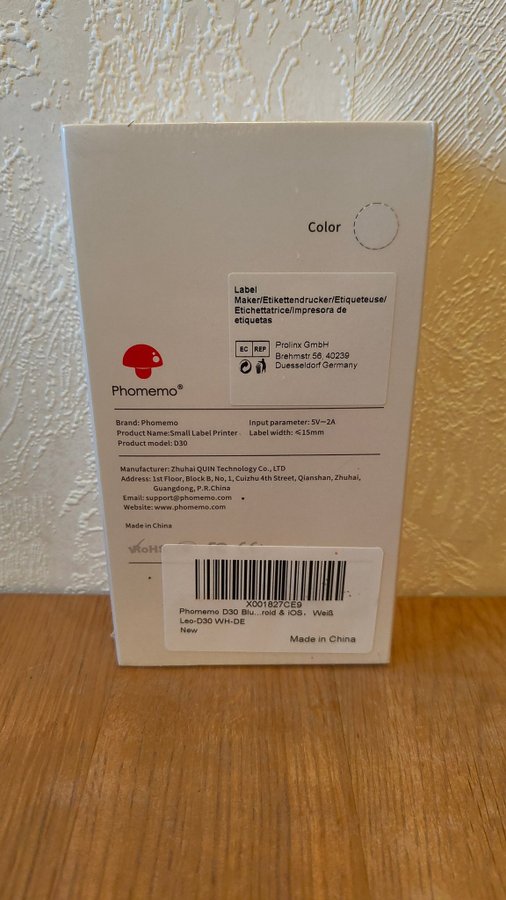 Color
Label
Maker/Etikettendrucker/Etiqueteuse/
Etichettatrice/impresora de
etiquetas
EC REP
Prolinx GmbH
Brehmstr.56, 40239
Duesseldorf Germany
Phomemo®
Brand: Phomemo
Product Name:Small Label Printer
Product model: D30
Input parameter: 5V⎓2A
Label width: ≤15mm
Manufacturer: Zhuhai QUIN Technology Co., LTD
Address: 1st Floor, Block B, No, 1, Cuizhu 4th Street, Qianshan, Zhuhai,
Guangdong, P.R.China
Email: support@phomemo.com
Website: www.phomemo.com
Made in China
RoHS
X001827CE9
Phomemo D30 Blu...roid & iOS, Weiß
Leo-D30 WH-DE
New
Made in China